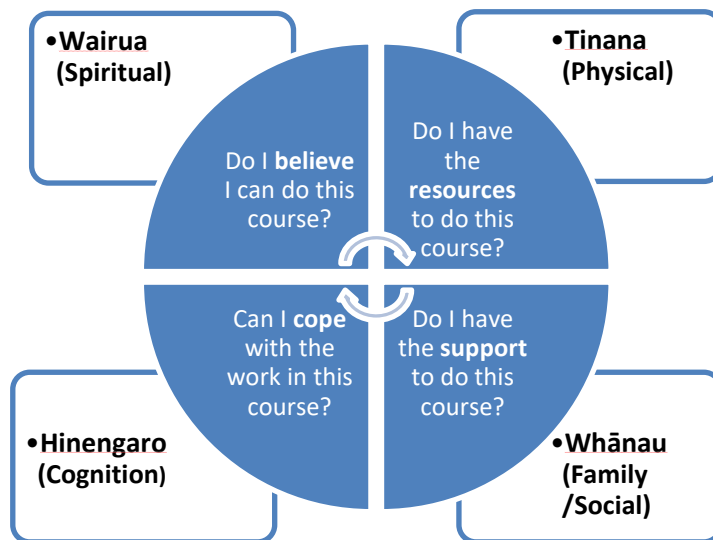 •Wairua
(Spiritual)
•Tinana
(Physical)
Do I believe
I can do this
course?
Do I have
the
resources
to do this
course?
Can I cope
with the
work in this
course?
Do I have
the support
to do this
course?
•Hinengaro
(Cognition)
•Whānau
(Family
/Social)